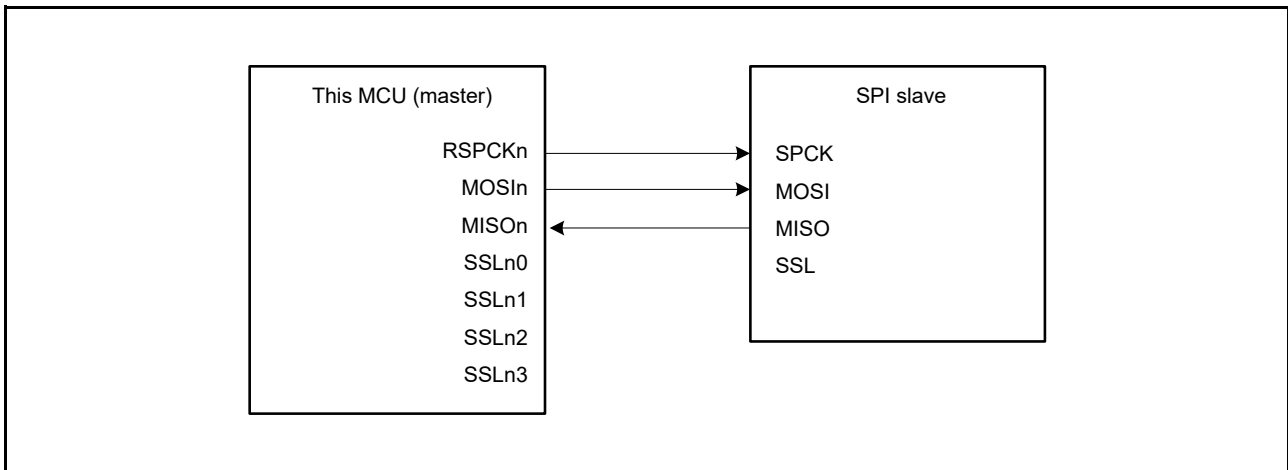 This MCU (master)
RSPCKn
MOSIn
MISOn
SSLn0
SSLn1
SSLn2
SSLn3
SPI slave
SPCK
MOSI
MISO
SSL